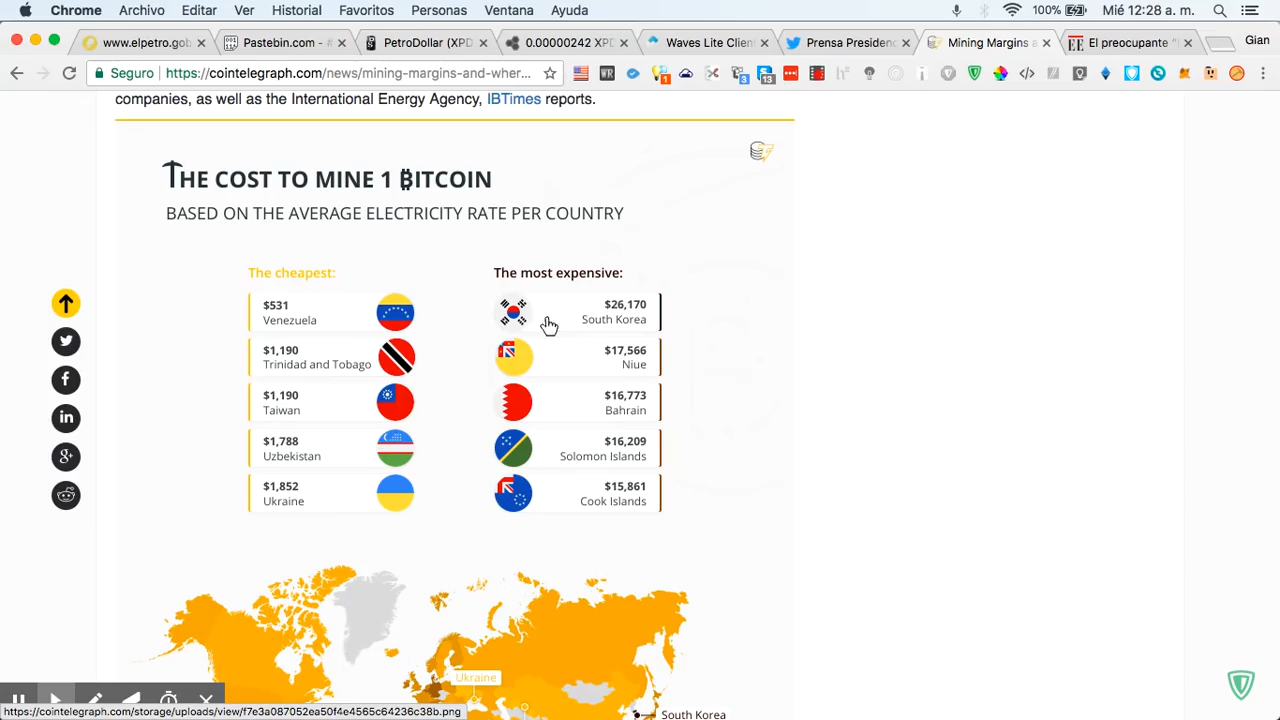 Chrome Archivo Editar Ver Historial Favoritos Personas Ventana Ayuda 100% Mié 12:28 a. m.
www.elpetro.gob Pastebin.com - # PetroDollar (XPD 0.00000242 XPD Waves Lite Clien Prensa Presidenc Mining Margins a El preocupante " Gian
Seguro https://cointelegraph.com/news/mining-margins-and-wher...
companies, as well as the International Energy Agency, IBTimes reports.
THE COST TO MINE 1 ₿ITCOIN
BASED ON THE AVERAGE ELECTRICITY RATE PER COUNTRY
The cheapest:
$531
Venezuela
$1,190
Trinidad and Tobago
$1,190
Taiwan
$1,788
Uzbekistan
$1,852
Ukraine
The most expensive:
$26,170
South Korea
$17,566
Niue
$16,773
Bahrain
$16,209
Solomon Islands
$15,861
Cook Islands
Ukraine
South Korea
https://cointelegraph.com/storage/uploads/view/f7e3a087052ea50f4e4565c64236c38b.png